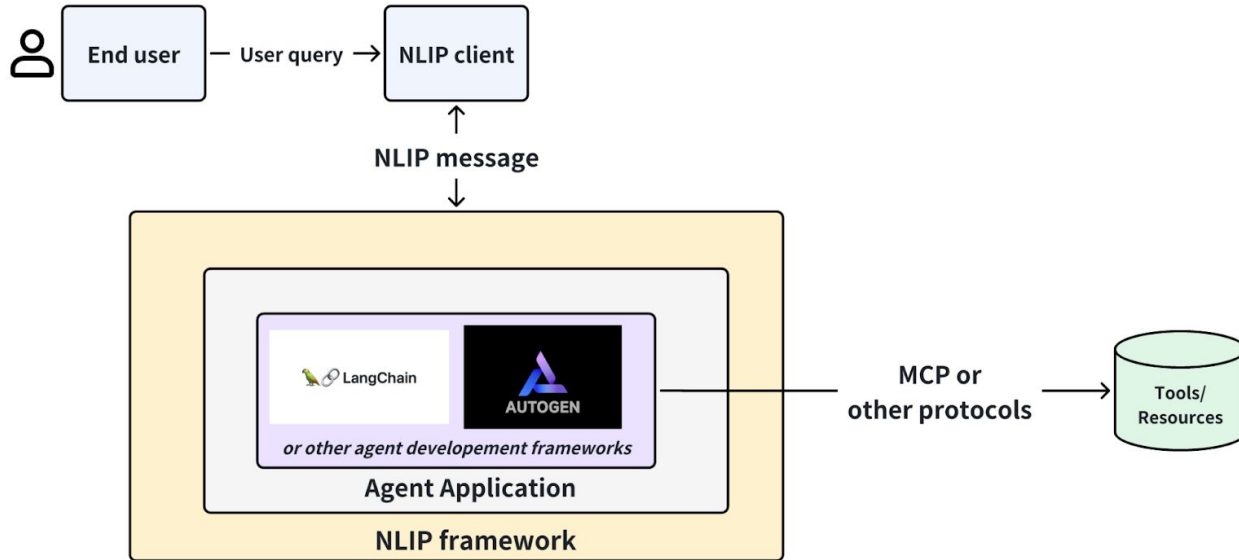 End user
User query
NLIP client
NLIP message
LangChain
AUTOGEN
or other agent developement frameworks
Agent Application
NLIP framework
MCP or
other protocols
Tools/
Resources